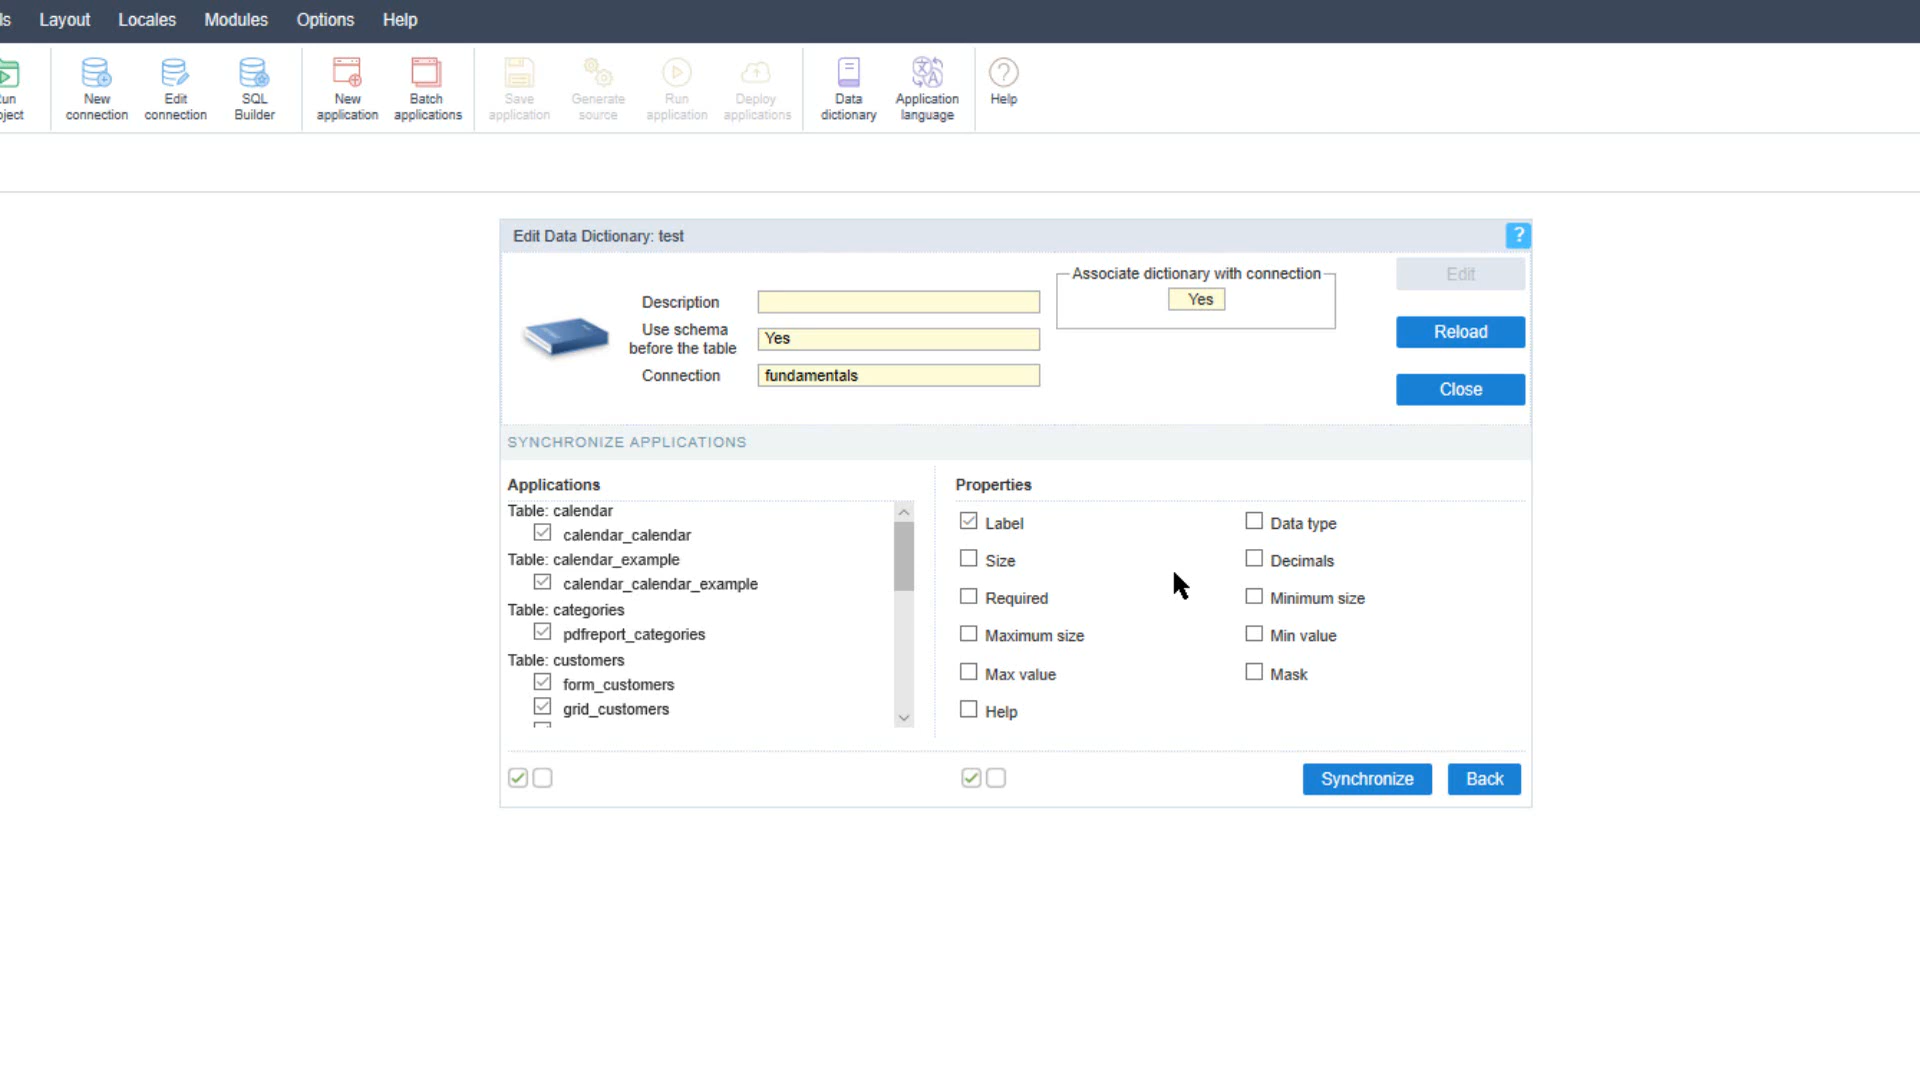 Layout Locales Modules Options Help
New connection
Edit connection
SQL Builder
New application
Batch applications
Save application
Generate source
Run application
Deploy applications
Data dictionary
Application language
Help
Edit Data Dictionary: test
?
Description
Use schema
before the table
Yes
Connection
fundamentals
Associate dictionary with connection
Yes
Edit
Reload
Close
SYNCHRONIZE APPLICATIONS
Applications
Table: calendar
calendar_calendar
Table: calendar_example
calendar_calendar_example
Table: categories
pdfreport_categories
Table: customers
form_customers
grid_customers
Properties
Label
Data type
Size
Decimals
Required
Minimum size
Maximum size
Min value
Max value
Mask
Help
Synchronize
Back